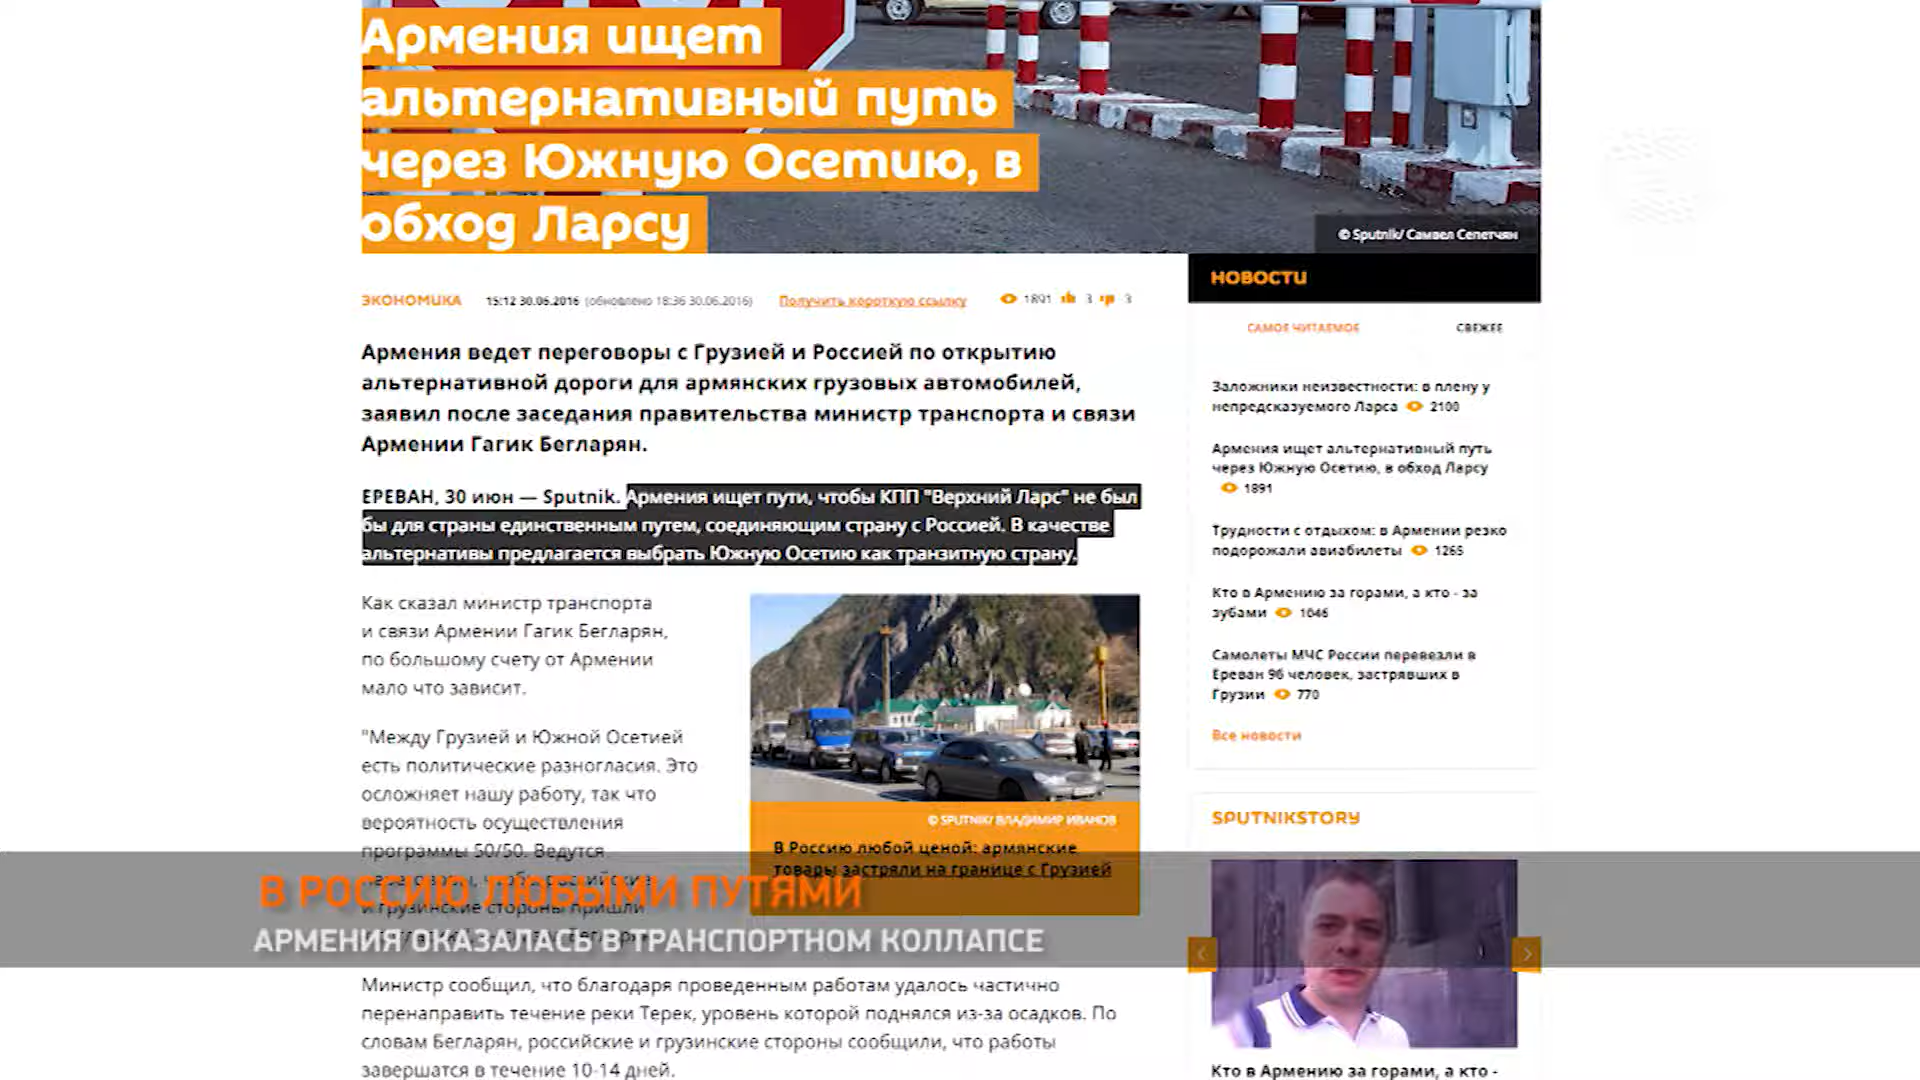 Армения ищет
альтернативный путь
через Южную Осетию, в
обход Ларсу
© Sputnik/ Самвел Сепетчян
ЭКОНОМИКА 15:12 30.06.2016 (обновлено 18:36 30.06.2016) Получить короткую ссылку 1891 3 3
Армения ведет переговоры с Грузией и Россией по открытию
альтернативной дороги для армянских грузовых автомобилей,
заявил после заседания правительства министр транспорта и связи
Армении Гагик Бегларян.
ЕРЕВАН, 30 июн — Sputnik. Армения ищет пути, чтобы КПП "Верхний Ларс" не был
бы для страны единственным путем, соединяющим страну с Россией. В качестве
альтернативы предлагается выбрать Южную Осетию как транзитную страну.
Как сказал министр транспорта
и связи Армении Гагик Бегларян,
по большому счету от Армении
мало что зависит.
"Между Грузией и Южной Осетией
есть политические разногласия. Это
осложняет нашу работу, так что
вероятность осуществления
программы 50/50. Ведутся
и грузинские стороны пришли
© SPUTNIK/ ВЛАДИМИР ИВАНОВ
В Россию любой ценой: армянские
товары застряли на границе с Грузией
Министр сообщил, что благодаря проведенным работам удалось частично
перенаправить течение реки Терек, уровень которой поднялся из-за осадков. По
словам Бегларян, российские и грузинские стороны сообщили, что работы
завершатся в течение 10-14 дней.
НОВОСТИ
САМОЕ ЧИТАЕМОЕ СВЕЖЕЕ
Заложники неизвестности: в плену у
непредсказуемого Ларса 2100
Армения ищет альтернативный путь
через Южную Осетию, в обход Ларсу
1891
Трудности с отдыхом: в Армении резко
подорожали авиабилеты 1265
Кто в Армению за горами, а кто - за
зубами 1046
Самолеты МЧС России перевезли в
Ереван 96 человек, застрявших в
Грузии 770
Все новости
SPUTNIKSTORY
Кто в Армению за горами, а кто -
В РОССИЮ ЛЮБЫМИ ПУТЯМИ
АРМЕНИЯ ОКАЗАЛАСЬ В ТРАНСПОРТНОМ КОЛЛАПСЕ